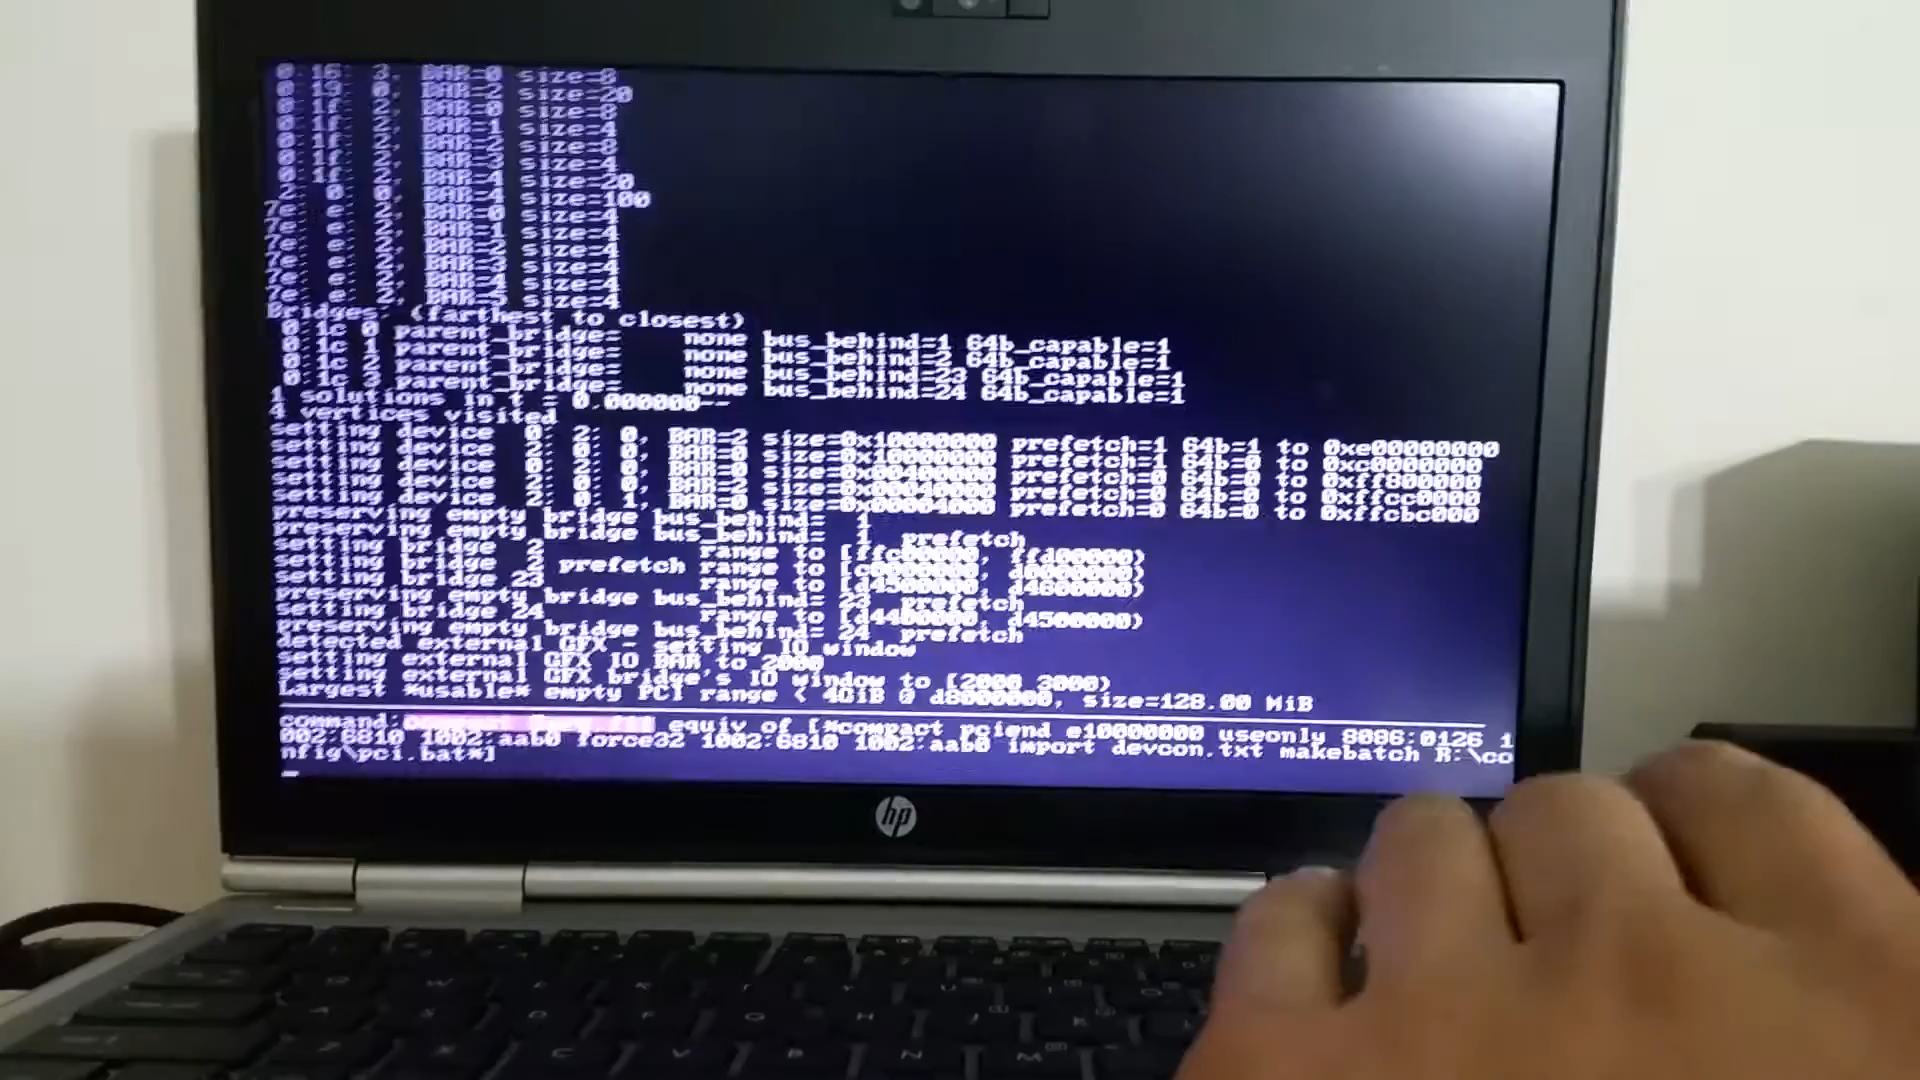 0:16: 3, BAR=0 size=8
0:19: 0, BAR=2 size=20
0:1f: 2, BAR=0 size=8
0:1f: 2, BAR=1 size=4
0:1f: 2, BAR=2 size=8
0:1f: 2, BAR=3 size=4
0:1f: 2, BAR=4 size=20
2: 0: 0, BAR=4 size=100
7e: e: 2, BAR=0 size=4
7e: e: 2, BAR=1 size=4
7e: e: 2, BAR=2 size=4
7e: e: 2, BAR=3 size=4
7e: e: 2, BAR=4 size=4
7e: e: 2, BAR=5 size=4
Bridges: (farthest to closest)
0:1c 0 parent_bridge= none bus_behind=1 64b_capable=1
0:1c 1 parent_bridge= none bus_behind=2 64b_capable=1
0:1c 2 parent_bridge= none bus_behind=23 64b_capable=1
0:1c 3 parent_bridge= none bus_behind=24 64b_capable=1
1 solutions in t = 0.000000--
4 vertices visited
setting device 0: 2: 0, BAR=2 size=0x10000000 prefetch=1 64b=1 to 0xe00000000
setting device 2: 0: 0, BAR=0 size=0x10000000 prefetch=1 64b=0 to 0xc0000000
setting device 0: 2: 0, BAR=0 size=0x00400000 prefetch=0 64b=0 to 0xff800000
setting device 2: 0: 0, BAR=2 size=0x00040000 prefetch=0 64b=0 to 0xffcc0000
setting device 2: 0: 1, BAR=0 size=0x00004000 prefetch=0 64b=0 to 0xffcbc000
preserving empty bridge bus_behind= 1
preserving empty bridge bus_behind= 1 prefetch
setting bridge 2 range to [ffc00000, ffd00000)
setting bridge 2 prefetch range to [c0000000, d0000000)
setting bridge 23 range to [d4500000, d4600000)
preserving empty bridge bus_behind= 23 prefetch
setting bridge 24 range to [d4400000, d4500000)
preserving empty bridge bus_behind= 24 prefetch
detected external GFX - setting IO window
setting external GFX IO BAR to 2000
setting external GFX bridge's IO window to [2000,3000)
Largest *usable* empty PCI range < 4GiB @ d8000000, size=128.00 MiB
command: equiv of [*compact pciend e10000000 useonly 8086:0126 1
002:6810 1002:aab0 force32 1002:6810 1002:aab0 import devcon.txt makebatch R:\co
nfig\pci.bat*]
hp